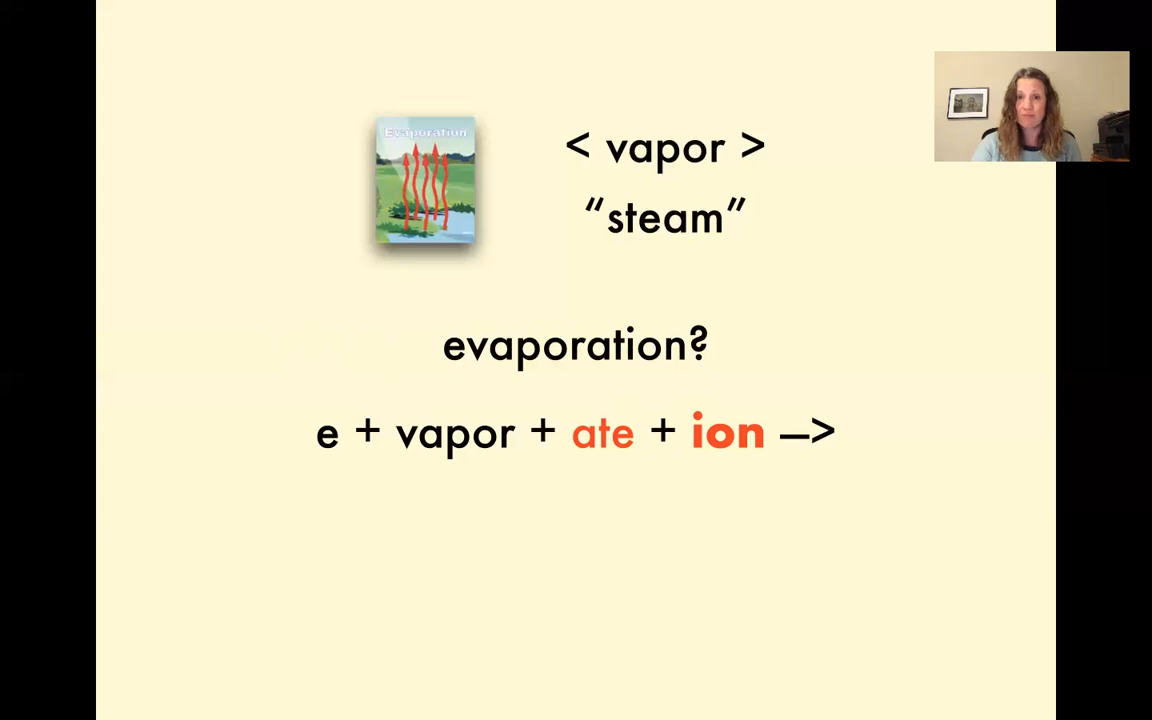 Evaporation
< vapor >
“steam”
evaporation?
e + vapor + ate + ion —>